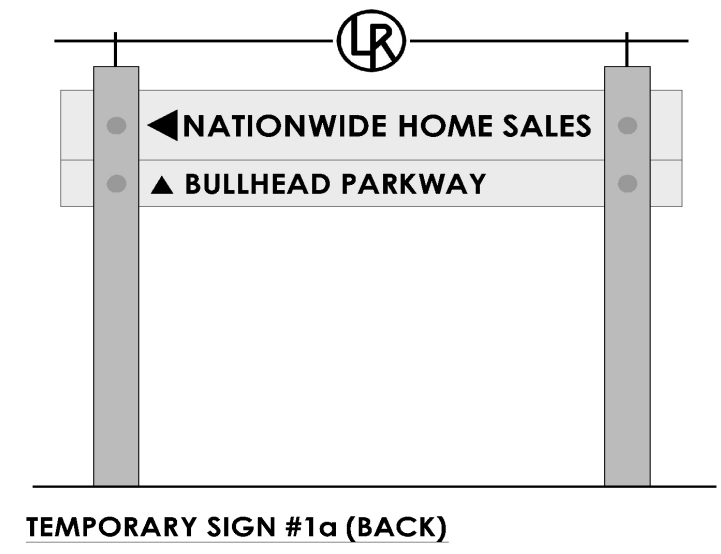 LR
NATIONWIDE HOME SALES
BULLHEAD PARKWAY
TEMPORARY SIGN #1a (BACK)